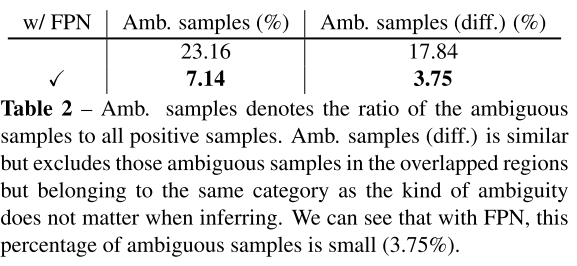 w/ FPN Amb. samples (%) Amb. samples (diff.) (%)
23.16 17.84
✓ 7.14 3.75
Table 2 – Amb. samples denotes the ratio of the ambiguous
samples to all positive samples. Amb. samples (diff.) is similar
but excludes those ambiguous samples in the overlapped regions
but belonging to the same category as the kind of ambiguity
does not matter when inferring. We can see that with FPN, this
percentage of ambiguous samples is small (3.75%).